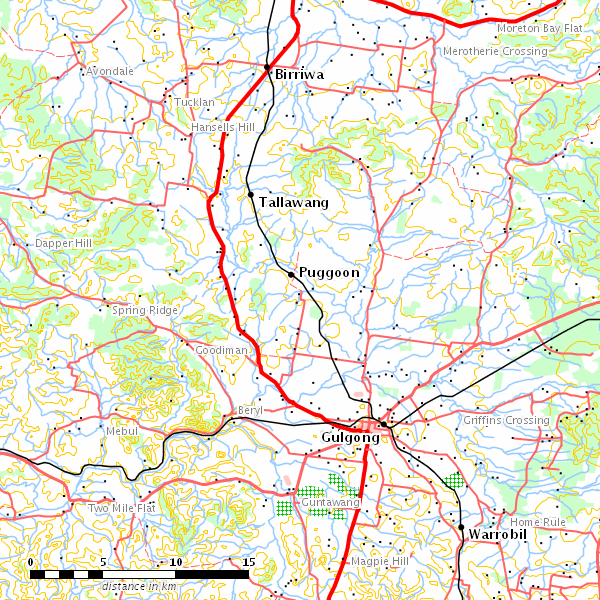 Moreton Bay Flat
Merotherie Crossing
Avondale
Birriwa
Tucklan
Hansells Hill
Tallawang
Dapper Hill
Puggoon
Spring Ridge
Goodiman
Beryl
Griffins Crossing
Mebul
Gulgong
Guntawang
Two Mile Flat
Home Rule
Warrobil
Magpie Hill
0 5 10 15
distance in km